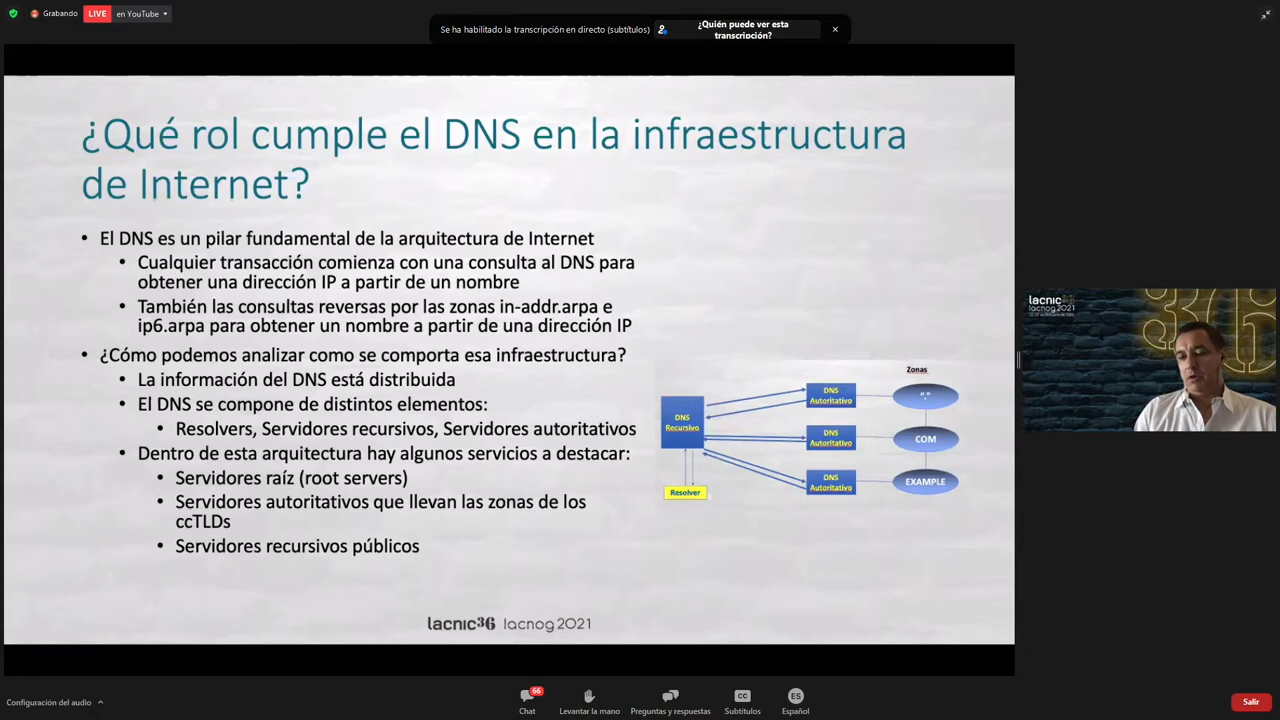 Grabando
LIVE
en YouTube
Se ha habilitado la transcripción en directo (subtítulos)
¿Quién puede ver esta
transcripción?
¿Qué rol cumple el DNS en la infraestructura
de Internet?
• El DNS es un pilar fundamental de la arquitectura de Internet
• Cualquier transacción comienza con una consulta al DNS para
obtener una dirección IP a partir de un nombre
• También las consultas reversas por las zonas in-addr.arpa e
ip6.arpa para obtener un nombre a partir de una dirección IP
• ¿Cómo podemos analizar como se comporta esa infraestructura?
• La información del DNS está distribuida
• El DNS se compone de distintos elementos:
• Resolvers, Servidores recursivos, Servidores autoritativos
• Dentro de esta arquitectura hay algunos servicios a destacar:
• Servidores raíz (root servers)
• Servidores autoritativos que llevan las zonas de los
ccTLDs
• Servidores recursivos públicos
Zonas
DNS
Recursivo
DNS
Autoritativo
"."
DNS
Autoritativo
COM
DNS
Autoritativo
EXAMPLE
Resolver
lacnic36 lacnog 2021
lacnic36
lacnog2021
36
Configuración del audio
66
Chat
Levantar la mano
Preguntas y respuestas
CC
Subtítulos
ES
Español
Salir